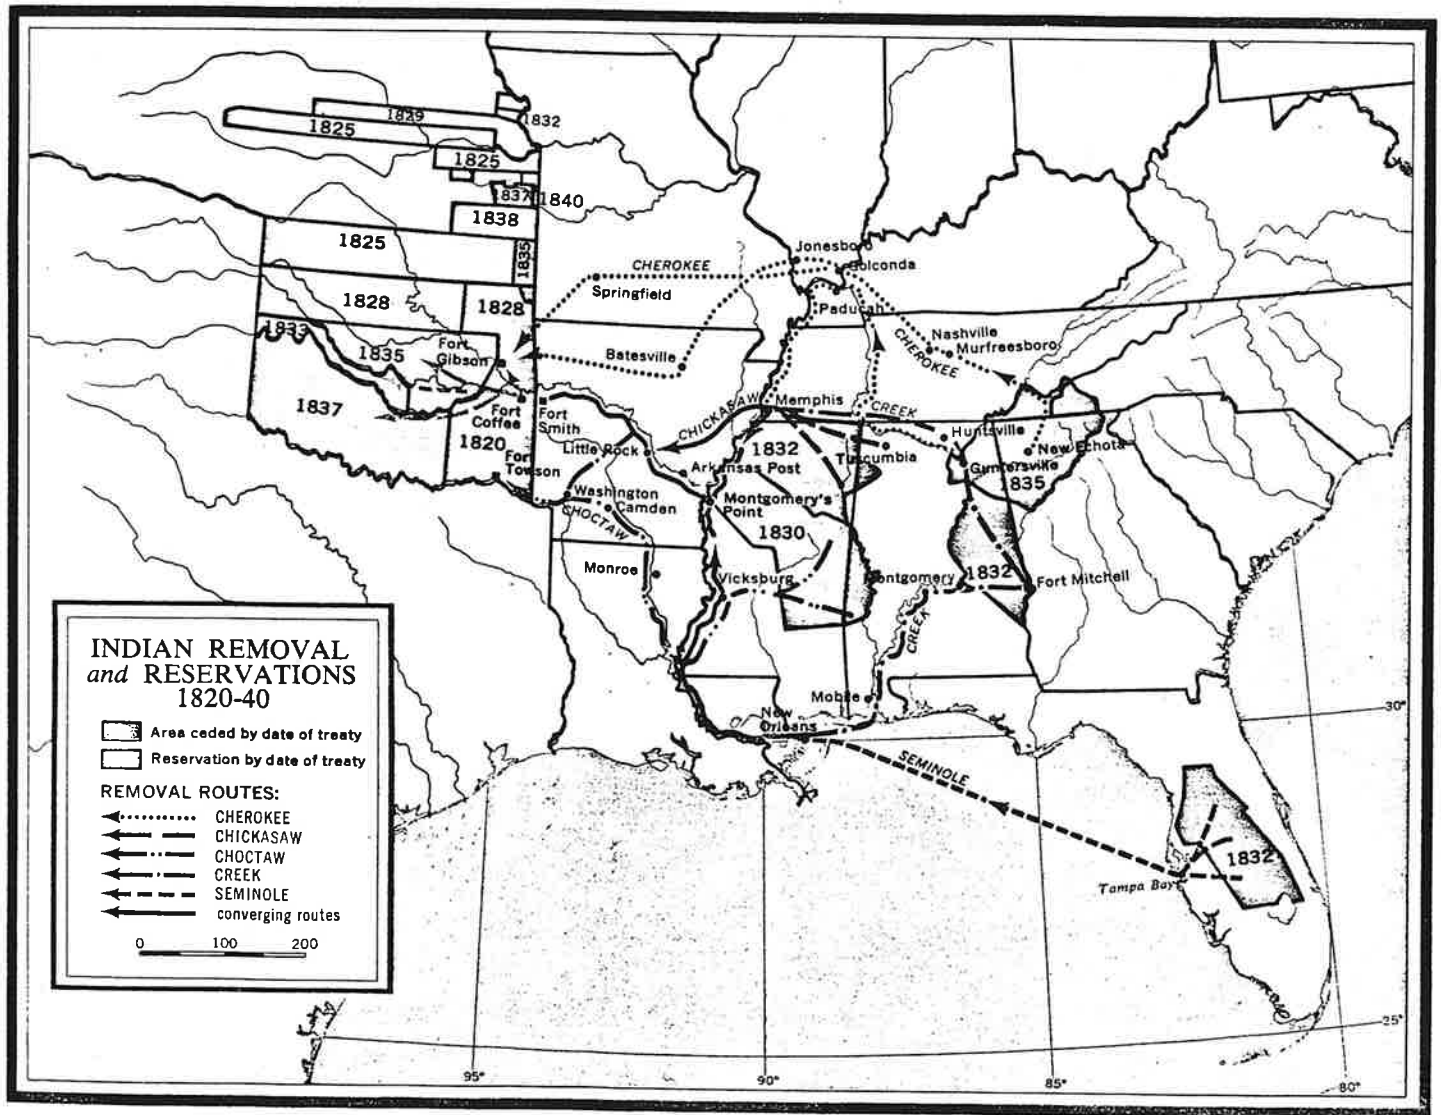 1829
1832
1825
1825
1837
1840
1838
1825
1835
1828
1828
1833
1835
1837
1820
Fort
Gibson
Fort
Coffee
Fort
Smith
Fort
Towson
CHEROKEE
Springfield
Batesville
Jonesboro
Golconda
Paducah
Nashville
Murfreesboro
CHEROKEE
CHICKASAW
Memphis
CREEK
Huntsville
New Echota
Guntersville
835
Tuscumbia
1832
Little Rock
Arkansas Post
Washington
Camden
CHOCTAW
Montgomery's
Point
1830
Monroe
Vicksburg
Montgomery
1832
Fort Mitchell
CREEK
Mobile
New
Orleans
SEMINOLE
1832
Tampa Bay
INDIAN REMOVAL
and RESERVATIONS
1820-40
Area ceded by date of treaty
Reservation by date of treaty
REMOVAL ROUTES:
CHEROKEE
CHICKASAW
CHOCTAW
CREEK
SEMINOLE
converging routes
0 100 200
30°
25°
95°
90°
85°
80°